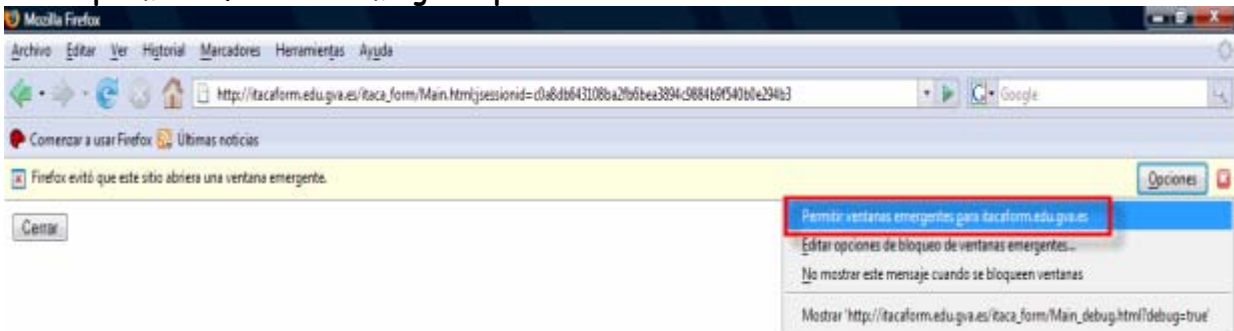 Mozilla Firefox
Archivo Editar Ver Historial Marcadores Herramientas Ayuda
http://itacaform.edu.gva.es/itaca_form/Main.html;jsessionid= Google
Comenzar a usar Firefox Últimas noticias
Firefox evitó que este sitio abriera una ventana emergente. Opciones
Cerrar
Permitir ventanas emergentes para itacaform.edu.gva.es
Editar opciones de bloqueo de ventanas emergentes...
No mostrar este mensaje cuando se bloqueen ventanas
Mostrar 'http://itacaform.edu.gva.es/itaca_form/Main_debug.html?debug=true'